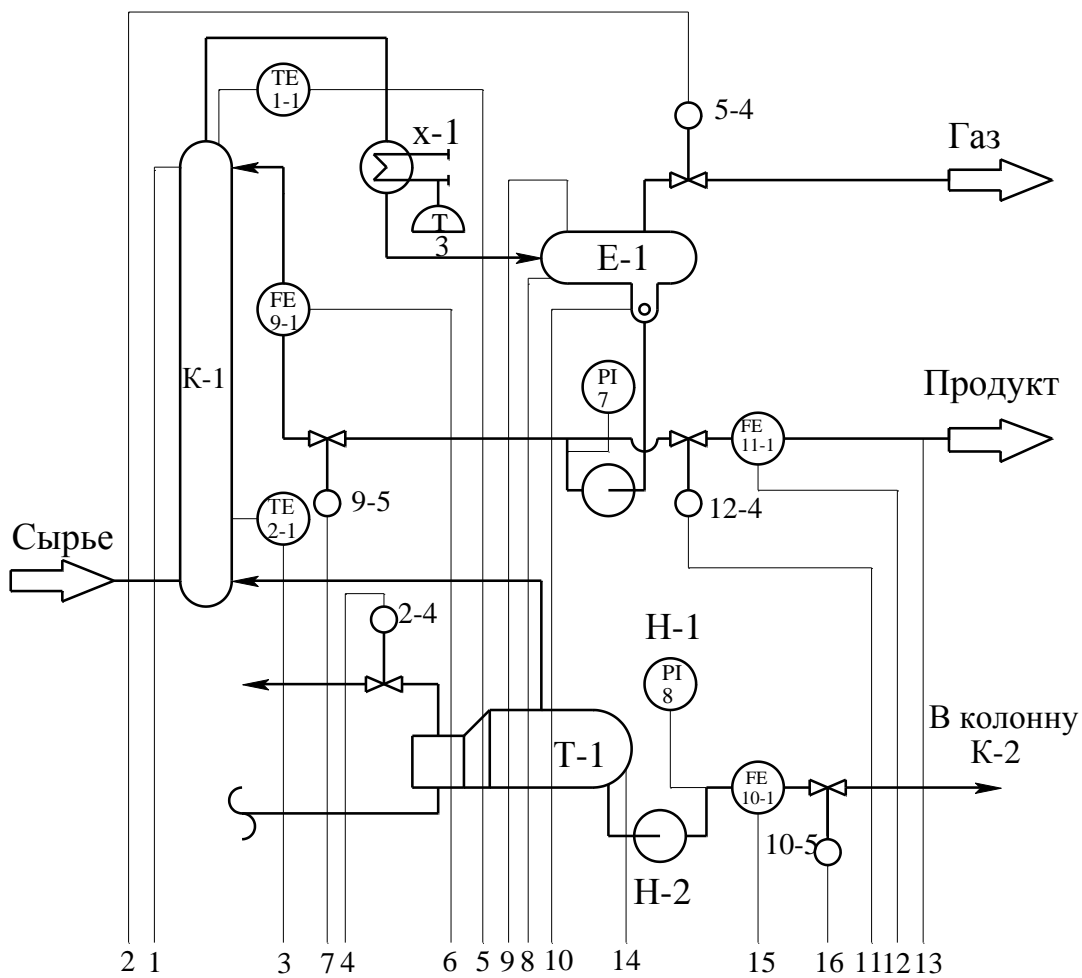 TE
1-1
х-1
5-4
Газ
Т
3
Е-1
FE
9-1
К-1
PI
7
Продукт
FE
11-1
TE
2-1
9-5
12-4
Сырье
2-4
Н-1
PI
8
В колонну
К-2
Т-1
FE
10-1
10-5
Н-2
2 1 3 7 4 6 5 9 8 10 14 15 16 11 12 13